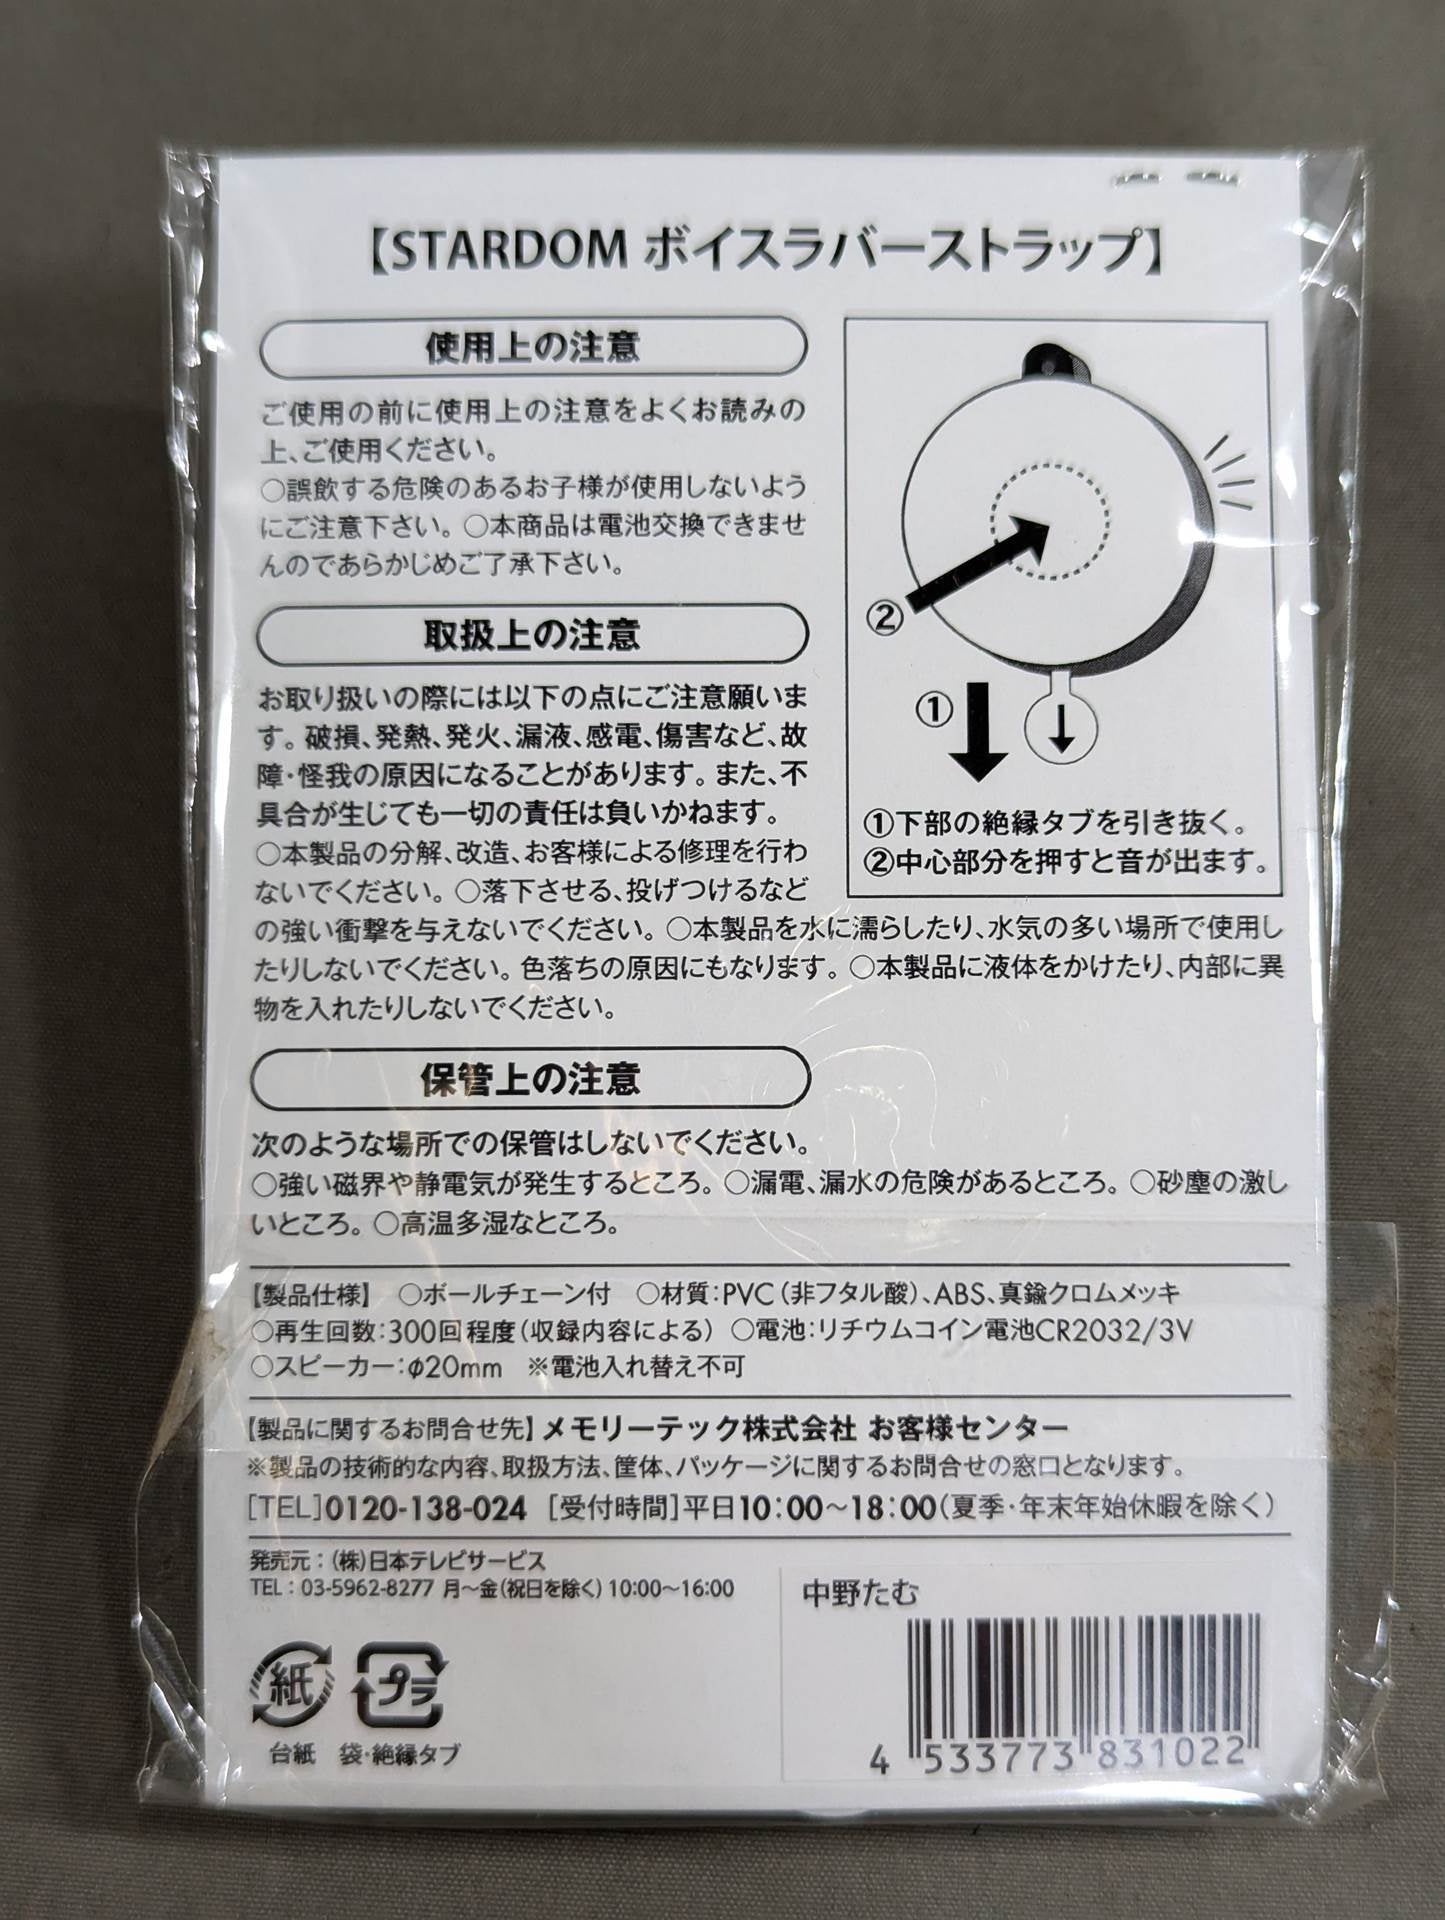 【STARDOM ボイスラバーストラップ】
使用上の注意
ご使用の前に使用上の注意をよくお読みの
上、ご使用ください。
○誤飲する危険のあるお子様が使用しないよう
にご注意下さい。○本商品は電池交換できませ
んのであらかじめご了承下さい。
取扱上の注意
お取り扱いの際には以下の点にご注意願いま
す。破損、発熱、発火、漏液、感電、傷害など、故
障・怪我の原因になることがあります。また、不
具合が生じても一切の責任は負いかねます。
○本製品の分解、改造、お客様による修理を行わ
ないでください。○落下させる、投げつけるなど
の強い衝撃を与えないでください。○本製品を水に濡らしたり、水気の多い場所で使用し
たりしないでください。色落ちの原因にもなります。○本製品に液体をかけたり、内部に異
物を入れたりしないでください。
②
①
①下部の絶縁タブを引き抜く。
②中心部分を押すと音が出ます。
保管上の注意
次のような場所での保管はしないでください。
○強い磁界や静電気が発生するところ。○漏電、漏水の危険があるところ。○砂塵の激し
いところ。○高温多湿なところ。
【製品仕様】 ○ボールチェーン付 ○材質：PVC（非フタル酸）、ABS、真鍮クロムメッキ
○再生回数：300回程度（収録内容による） ○電池：リチウムコイン電池CR2032/3V
○スピーカー：φ20mm ※電池入れ替え不可
【製品に関するお問合せ先】メモリーテック株式会社 お客様センター
※製品の技術的な内容、取扱方法、筐体、パッケージに関するお問合せの窓口となります。
［TEL］0120-138-024 ［受付時間］平日10：00～18：00（夏季・年末年始休暇を除く）
発売元：（株）日本テレビサービス
TEL：03-5962-8277 月～金（祝日を除く）10:00～16:00
中野たむ
紙 プラ
台紙 袋・絶縁タブ
4 533773 831022